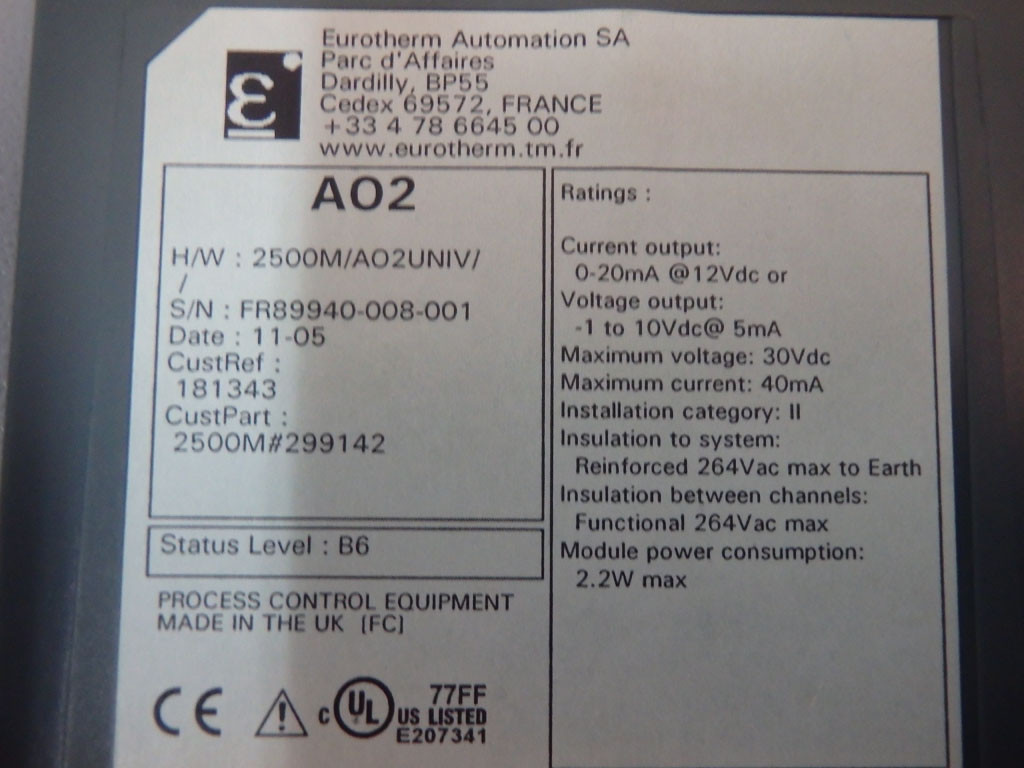 Eurotherm Automation SA
Parc d'Affaires
Dardilly, BP55
Cedex 69572, FRANCE
+33 4 78 6645 00
www.eurotherm.tm.fr
AO2
H/W : 2500M/AO2UNIV/
/
S/N : FR89940-008-001
Date : 11-05
CustRef :
181343
CustPart :
2500M#299142
Status Level : B6
PROCESS CONTROL EQUIPMENT
MADE IN THE UK [FC]
CE
c UL US LISTED
77FF
E207341
Ratings :
Current output:
0-20mA @12Vdc or
Voltage output:
-1 to 10Vdc@ 5mA
Maximum voltage: 30Vdc
Maximum current: 40mA
Installation category: II
Insulation to system:
Reinforced 264Vac max to Earth
Insulation between channels:
Functional 264Vac max
Module power consumption:
2.2W max